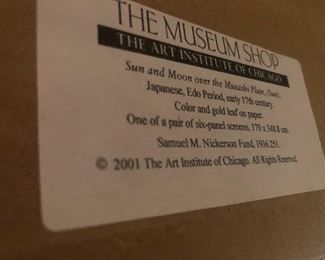 THE MUSEUM SHOP
THE ART INSTITUTE OF CHICAGO
Sun and Moon over the Musashi Plain, (Sun),
Japanese, Edo Period, early 17th century.
Color and gold leaf on paper.
One of a pair of six-panel screens, 170 x 348.8 cm.
Samuel M. Nickerson Fund, 1936.251.
© 2001 The Art Institute of Chicago. All Rights Reserved